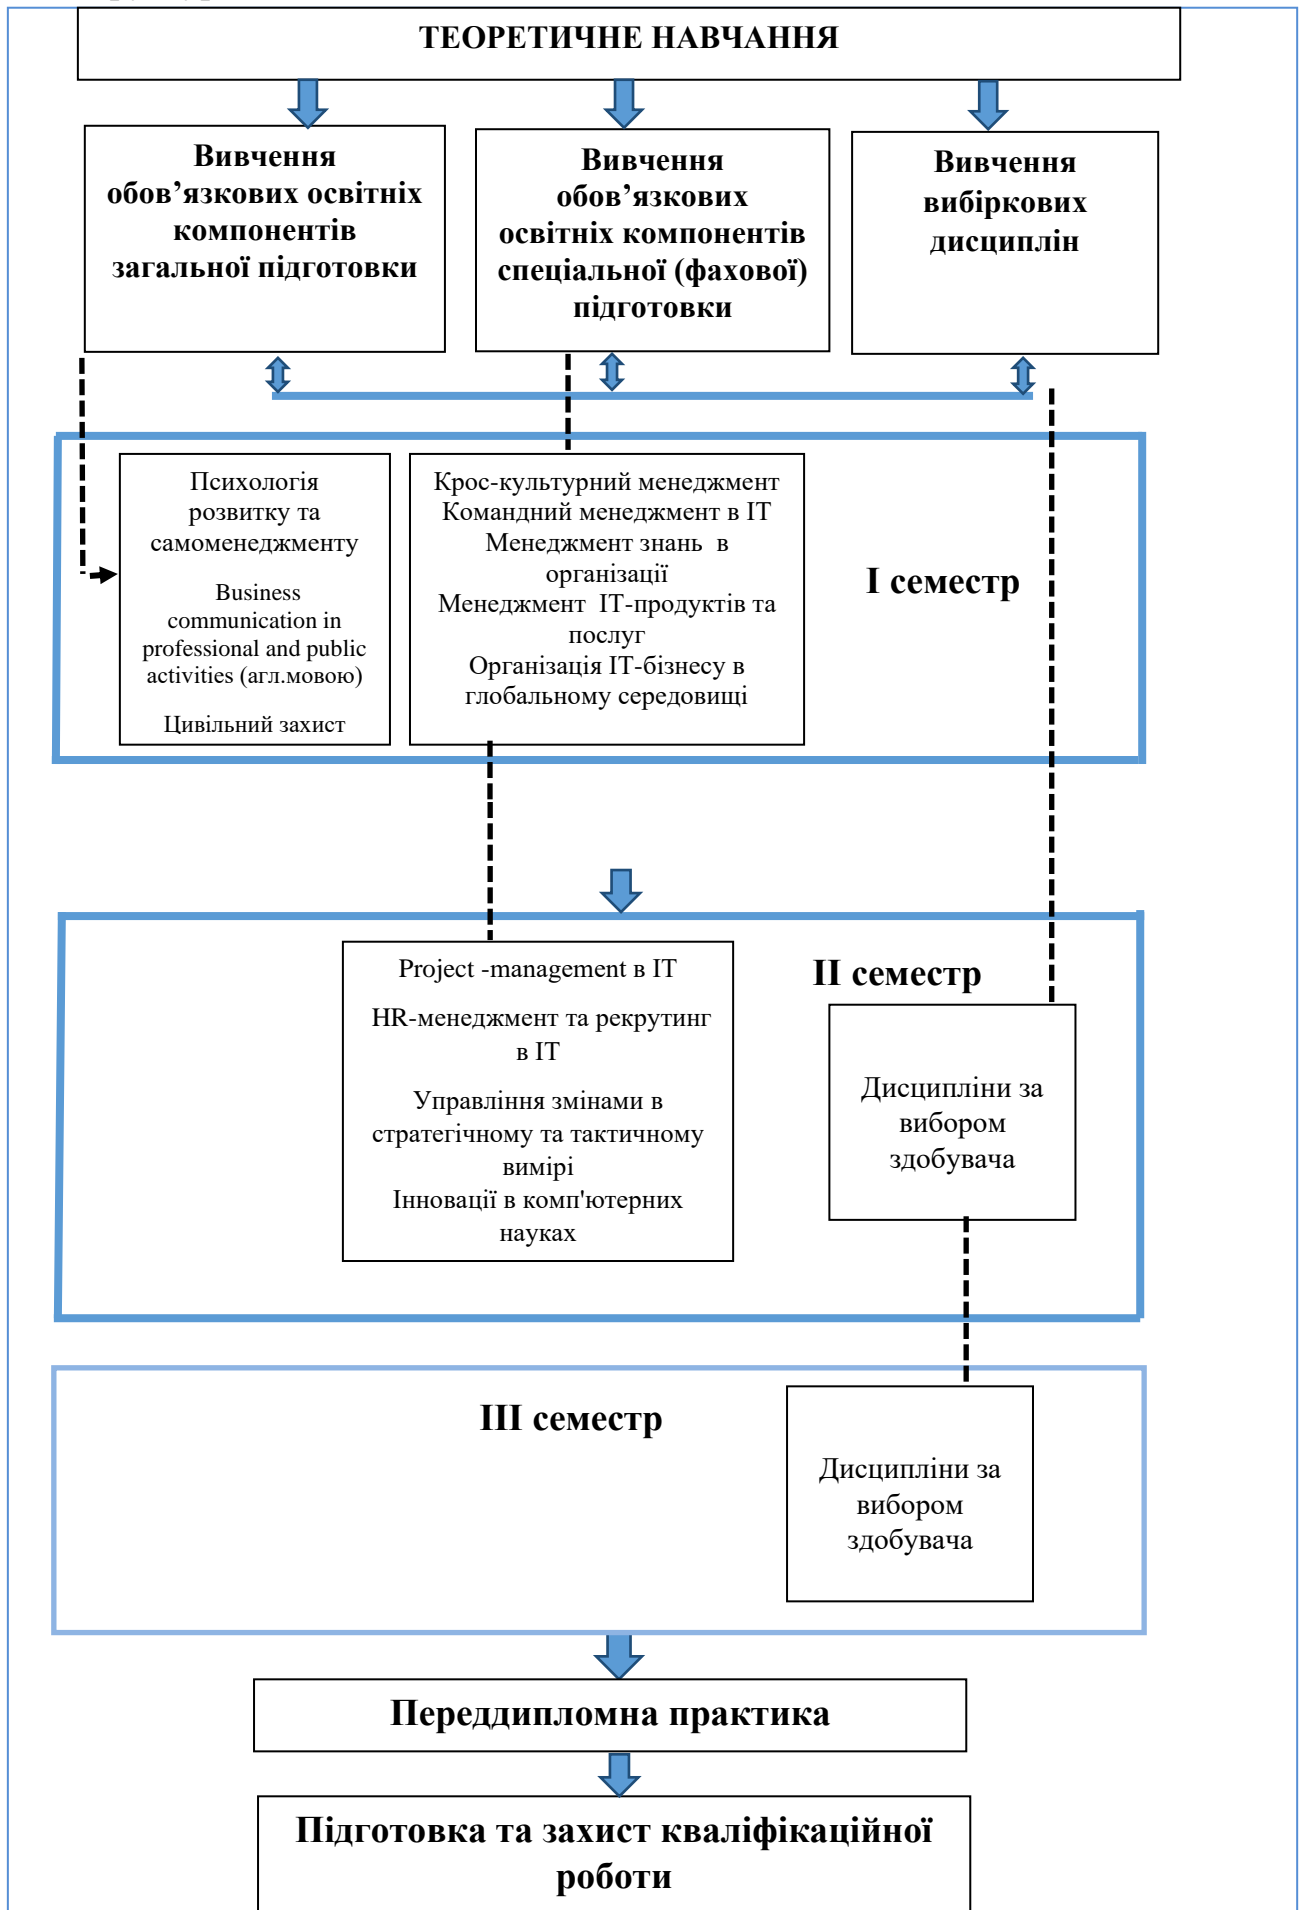 ТЕОРЕТИЧНЕ НАВЧАННЯ
Вивчення
обов’язкових освітніх
компонентів
загальної підготовки
Вивчення
обов’язкових
освітніх компонентів
спеціальної (фахової)
підготовки
Вивчення
вибіркових
дисциплін
Психологія
розвитку та
самоменеджменту
Business
communication in
professional and public
activities (агл.мовою)
Цивільний захист
Крос-культурний менеджмент
Командний менеджмент в ІТ
Менеджмент знань в
організації
Менеджмент ІТ-продуктів та
послуг
Організація ІТ-бізнесу в
глобальному середовищі
І семестр
Project -management в ІТ
HR-менеджмент та рекрутинг
в ІТ
Управління змінами в
стратегічному та тактичному
вимірі
Інновації в комп'ютерних
науках
ІІ семестр
Дисципліни за
вибором
здобувача
ІІІ семестр
Дисципліни за
вибором
здобувача
Переддипломна практика
Підготовка та захист кваліфікаційної
роботи